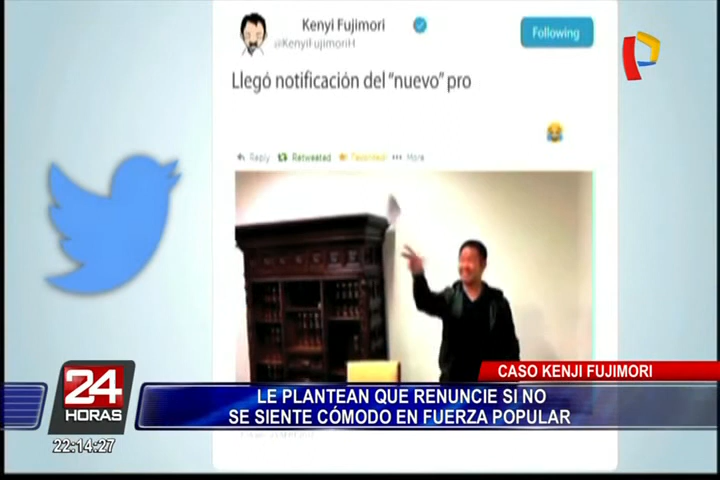 Kenyi Fujimori
@KenyiFujimoriH
Following
Llegó notificación del “nuevo” pro
Reply Retweeted More
CASO KENJI FUJIMORI
24
HORAS
LE PLANTEAN QUE RENUNCIE SI NO
SE SIENTE CÓMODO EN FUERZA POPULAR
22:14:27